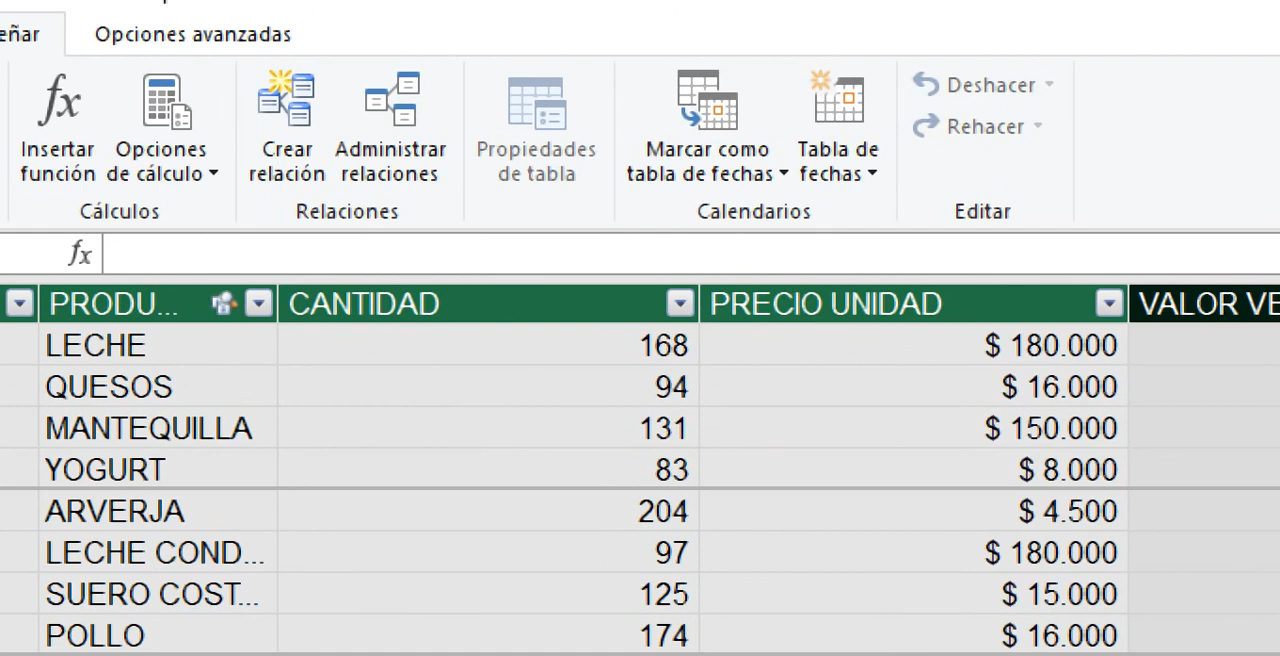 eñar Opciones avanzadas
Insertar función Opciones de cálculo Crear relación Administrar relaciones Propiedades de tabla Marcar como tabla de fechas Tabla de fechas Deshacer Rehacer
Cálculos Relaciones Calendarios Editar
fx
PRODU... CANTIDAD PRECIO UNIDAD VALOR VE
LECHE 168 $ 180.000
QUESOS 94 $ 16.000
MANTEQUILLA 131 $ 150.000
YOGURT 83 $ 8.000
ARVERJA 204 $ 4.500
LECHE COND... 97 $ 180.000
SUERO COST... 125 $ 15.000
POLLO 174 $ 16.000